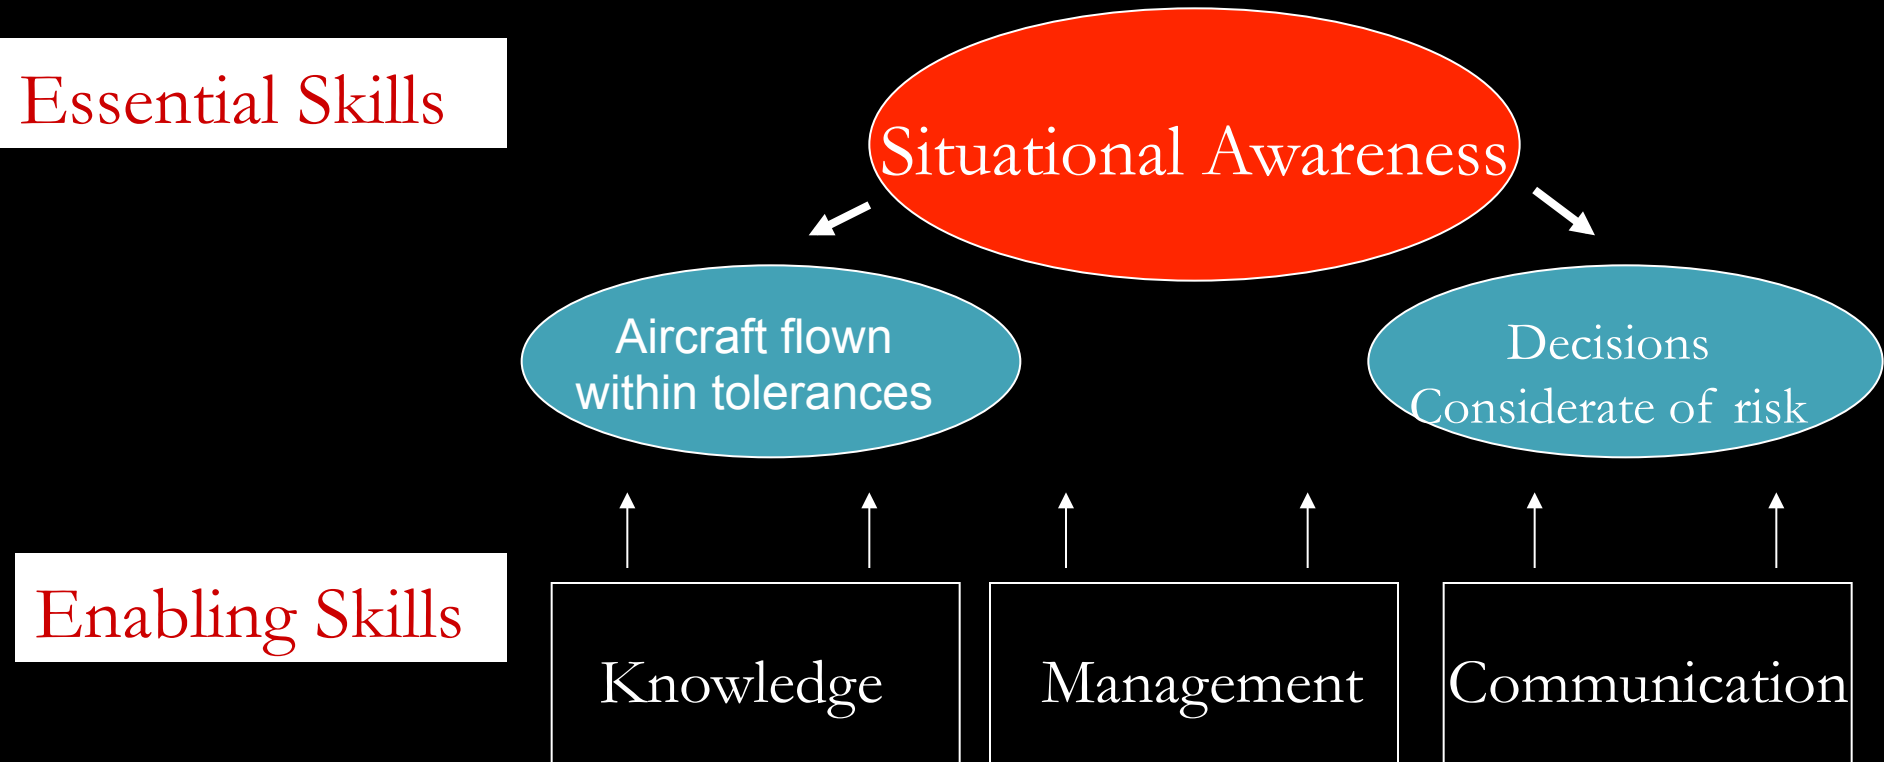 Essential Skills
Situational Awareness
Aircraft flown
within tolerances
Decisions
Considerate of risk
Enabling Skills
Knowledge
Management
Communication